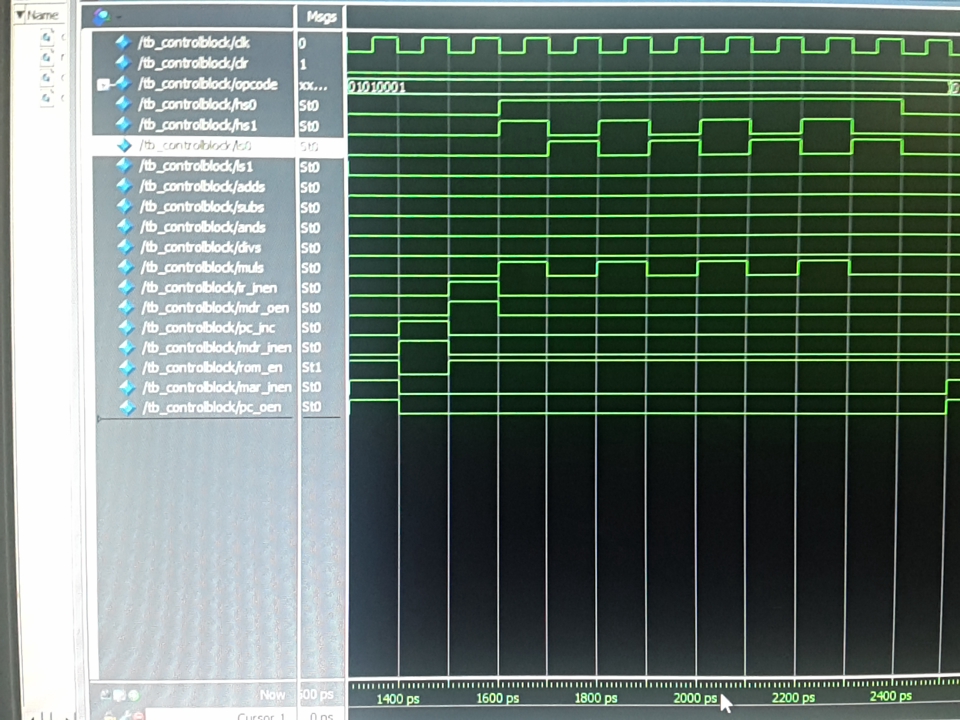 Name
Msgs
/tb_controlblock/clk 0
/tb_controlblock/clr 1
/tb_controlblock/opcode xx... 01010001
/tb_controlblock/hs0 St0
/tb_controlblock/hs1 St0
/tb_controlblock/ls0 St0
/tb_controlblock/ls1 St0
/tb_controlblock/adds St0
/tb_controlblock/subs St0
/tb_controlblock/ands St0
/tb_controlblock/divs St0
/tb_controlblock/muls St0
/tb_controlblock/ir_inen St0
/tb_controlblock/mdr_oen St0
/tb_controlblock/pc_inc St0
/tb_controlblock/mdr_inen St0
/tb_controlblock/rom_en St1
/tb_controlblock/mar_inen St0
/tb_controlblock/pc_oen St0
Now 500 ps
1400 ps 1600 ps 1800 ps 2000 ps 2200 ps 2400 ps
Cursor 1 0 ps